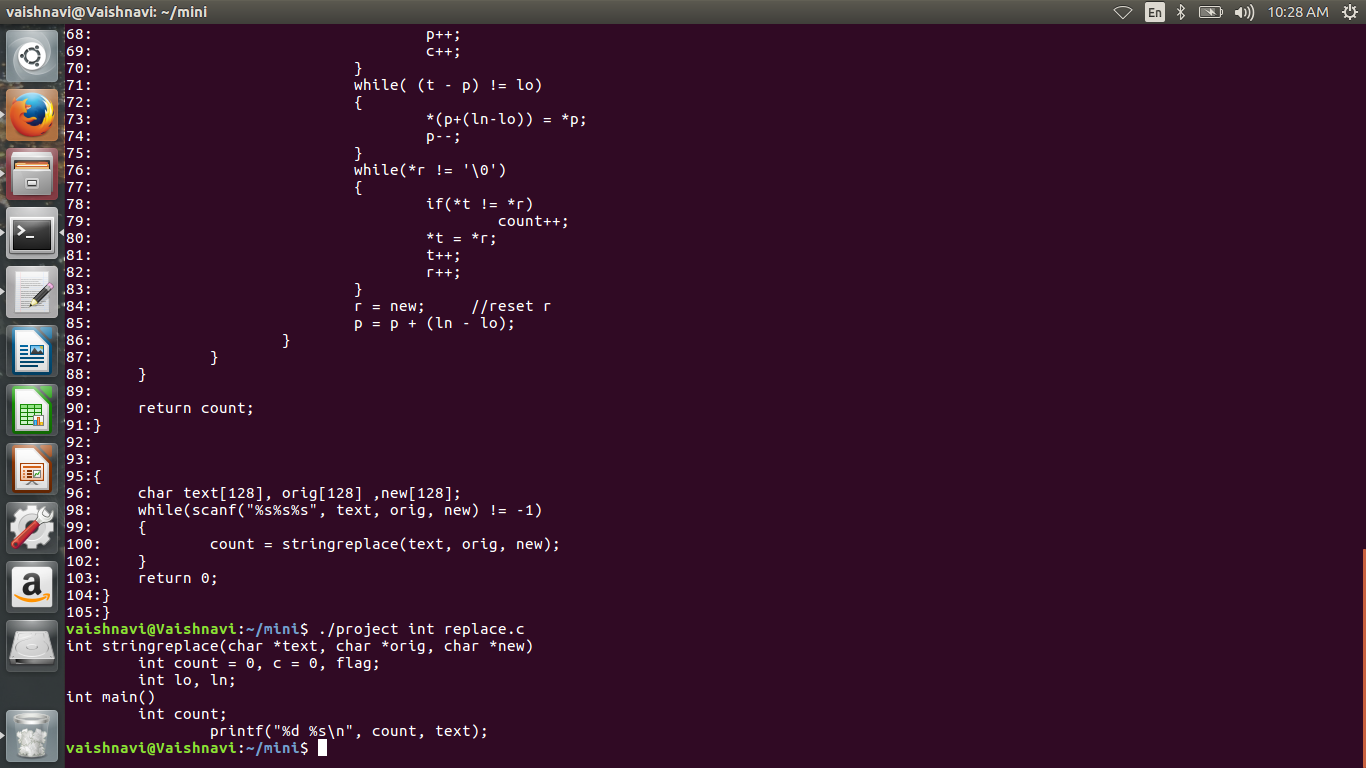 vaishnavi@Vaishnavi: ~/mini
En
10:28 AM
68:					p++;
69:					c++;
70:				}
71:				while( (t - p) != lo)
72:				{
73:					*(p+(ln-lo)) = *p;
74:					p--;
75:				}
76:				while(*r != '\0')
77:				{
78:					if(*t != *r)
79:						count++;
80:					*t = *r;
81:					t++;
82:					r++;
83:				}
84:				r = new;	//reset r
85:				p = p + (ln - lo);
86:			}
87:		}
88:	}
89:
90:	return count;
91:}
92:
93:
95:{
96:	char text[128], orig[128] ,new[128];
98:	while(scanf("%s%s%s", text, orig, new) != -1)
99:	{
100:		count = stringreplace(text, orig, new);
102:	}
103:	return 0;
104:}
105:}
vaishnavi@Vaishnavi:~/mini$ ./project int replace.c
int stringreplace(char *text, char *orig, char *new)
	int count = 0, c = 0, flag;
	int lo, ln;
int main()
	int count;
		printf("%d %s\n", count, text);
vaishnavi@Vaishnavi:~/mini$
a